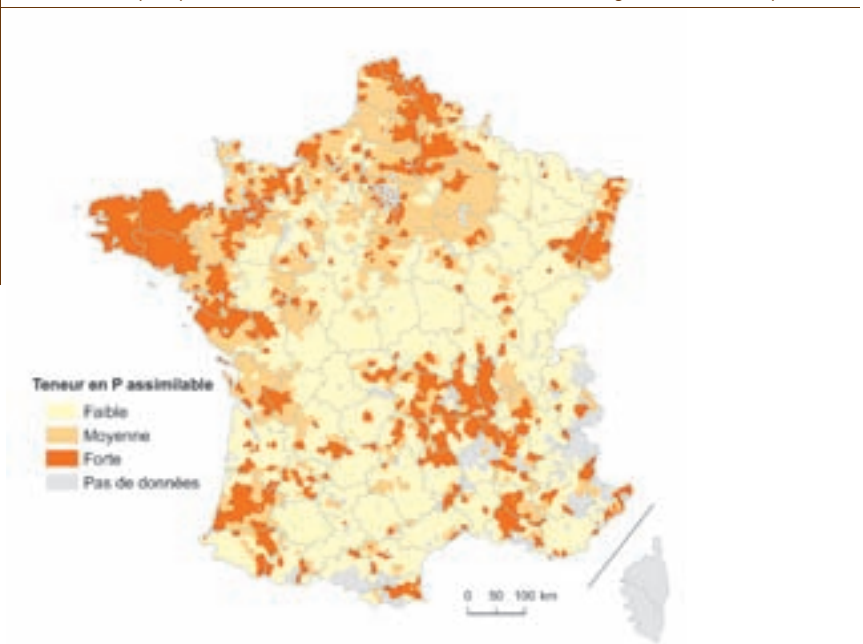 Teneur en P assimilable
Faible
Moyenne
Forte
Pas de données
0 50 100 km